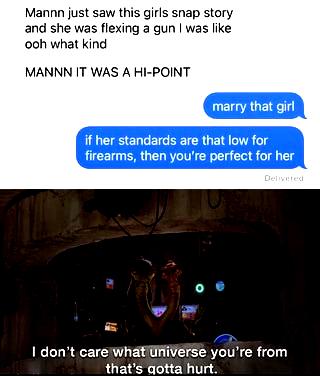 Mannn just saw this girls snap story
and she was flexing a gun I was like
ooh what kind
MANNN IT WAS A HI-POINT
marry that girl
if her standards are that low for
firearms, then you're perfect for her
Delivered
I don't care what universe you're from
that's gotta hurt.